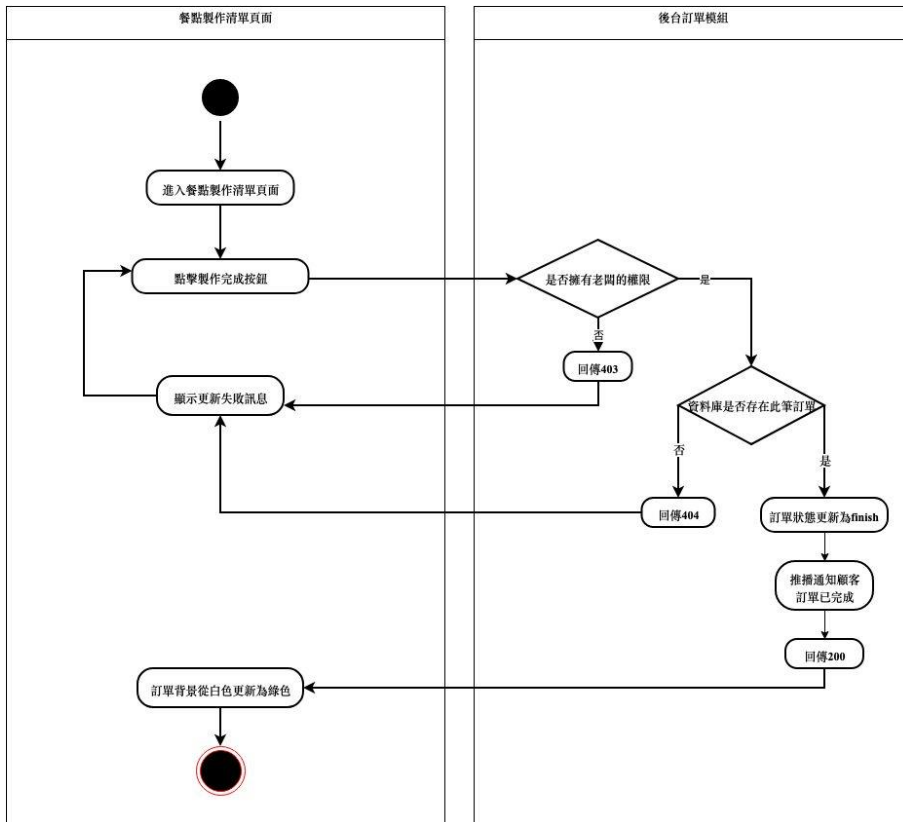 餐點製作清單頁面
後台訂單模組
進入餐點製作清單頁面
點擊製作完成按鈕
是否擁有老闆的權限
是
否
回傳403
顯示更新失敗訊息
資料庫是否存在此筆訂單
否
是
回傳404
訂單狀態更新為finish
推播通知顧客
訂單已完成
回傳200
訂單背景從白色更新為綠色